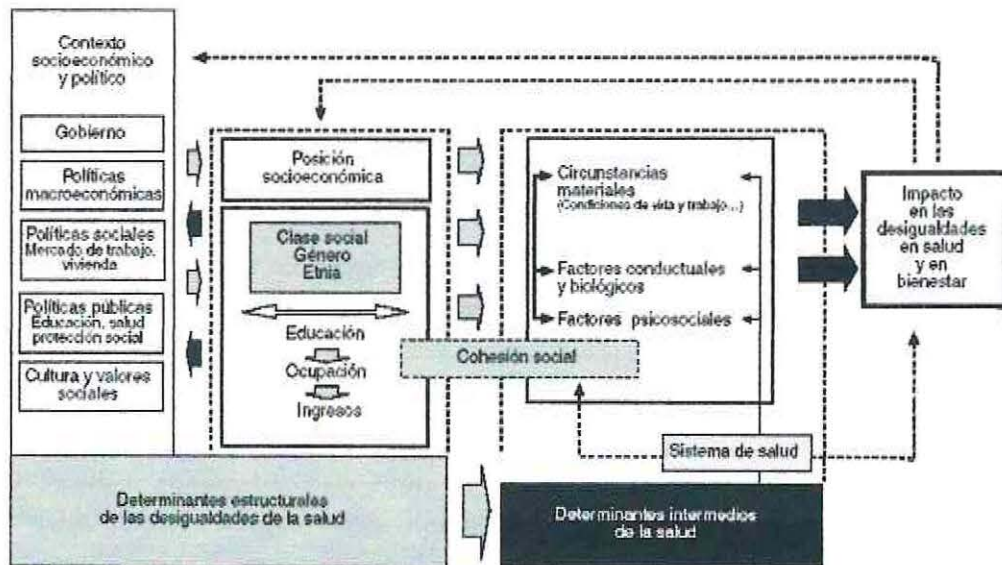 Contexto
socioeconómico
y político
Gobierno
Políticas
macroeconómicas
Políticas sociales
Mercado de trabajo,
vivienda
Políticas públicas
Educación, salud
protección social
Cultura y valores
sociales
Posición
socioeconómica
Clase social
Género
Etnia
Educación
Ocupación
Ingresos
Cohesión social
Circunstancias
materiales
(Condiciones de vida y trabajo...)
Factores conductuales
y biológicos
Factores psicosociales
Sistema de salud
Impacto
en las
desigualdades
en salud
y en
bienestar
Determinantes estructurales
de las desigualdades de la salud
Determinantes intermedios
de la salud